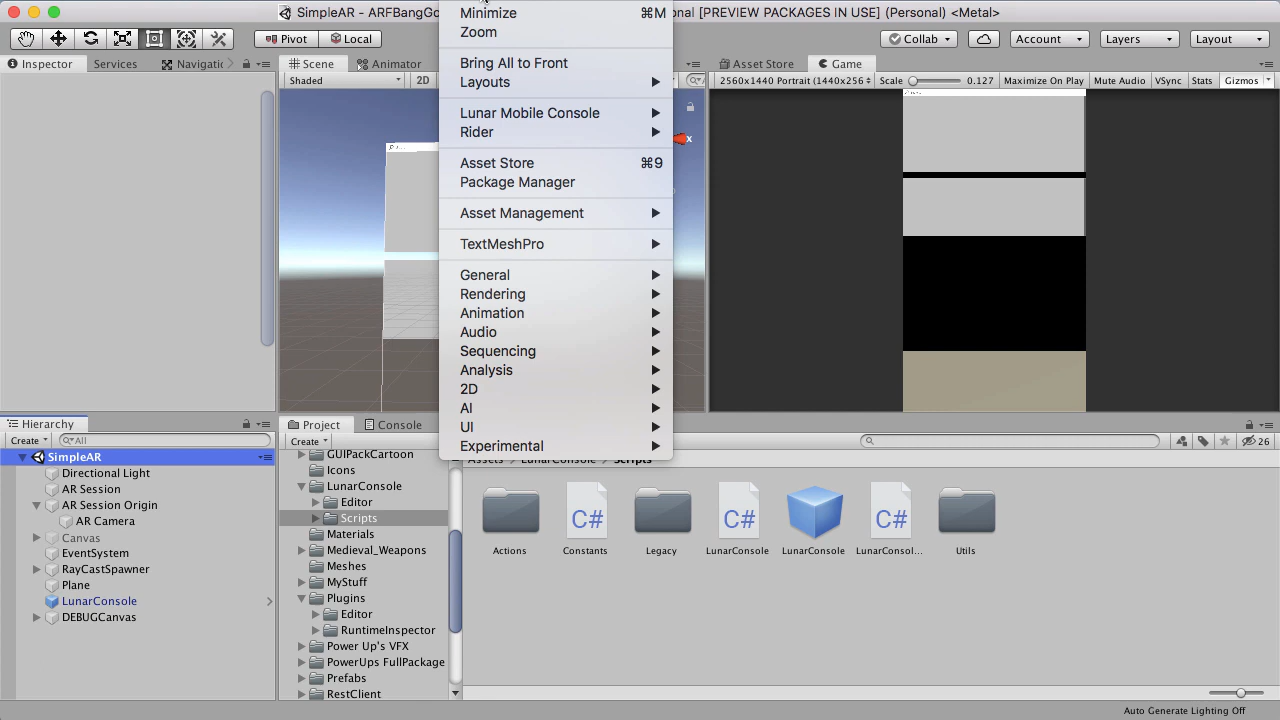 SimpleAR - ARFBangGo
onal [PREVIEW PACKAGES IN USE] (Personal) <Metal>
Pivot
Local
Collab
Account
Layers
Layout
Inspector
Services
Navigatic
Scene
Animator
Asset Store
Game
Shaded
2D
2560x1440 Portrait (1440x256
Scale
0.127
Maximize On Play
Mute Audio
VSync
Stats
Gizmos
x
Minimize ⌘M
Zoom
Bring All to Front
Layouts
Lunar Mobile Console
Rider
Asset Store ⌘9
Package Manager
Asset Management
TextMeshPro
General
Rendering
Animation
Audio
Sequencing
Analysis
2D
AI
UI
Experimental
Hierarchy
Create
All
SimpleAR
Directional Light
AR Session
AR Session Origin
AR Camera
Canvas
EventSystem
RayCastSpawner
Plane
LunarConsole
DEBUGCanvas
Project
Console
Create
26
GUIPackCartoon
Icons
LunarConsole
Editor
Scripts
Materials
Medieval_Weapons
Meshes
MyStuff
Plugins
Editor
RuntimeInspector
Power Up's VFX
PowerUps FullPackage
Prefabs
RestClient
Assets > LunarConsole > Scripts
C#
C#
C#
Actions
Constants
Legacy
LunarConsole
LunarConsole
LunarConsol...
Utils
Auto Generate Lighting Off